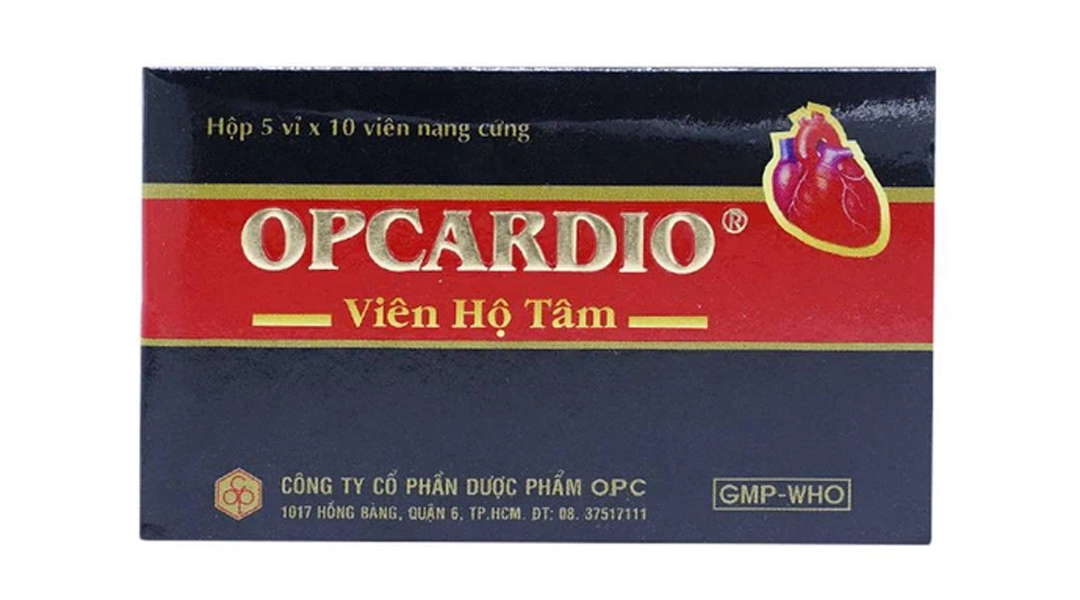 Hộp 5 vỉ x 10 viên nang cứng
OPCARDIO®
Viên Hộ Tâm
CÔNG TY CỔ PHẦN DƯỢC PHẨM OPC
1017 HỒNG BÀNG, QUẬN 6, TP.HCM. ĐT: 08. 37517111
GMP-WHO